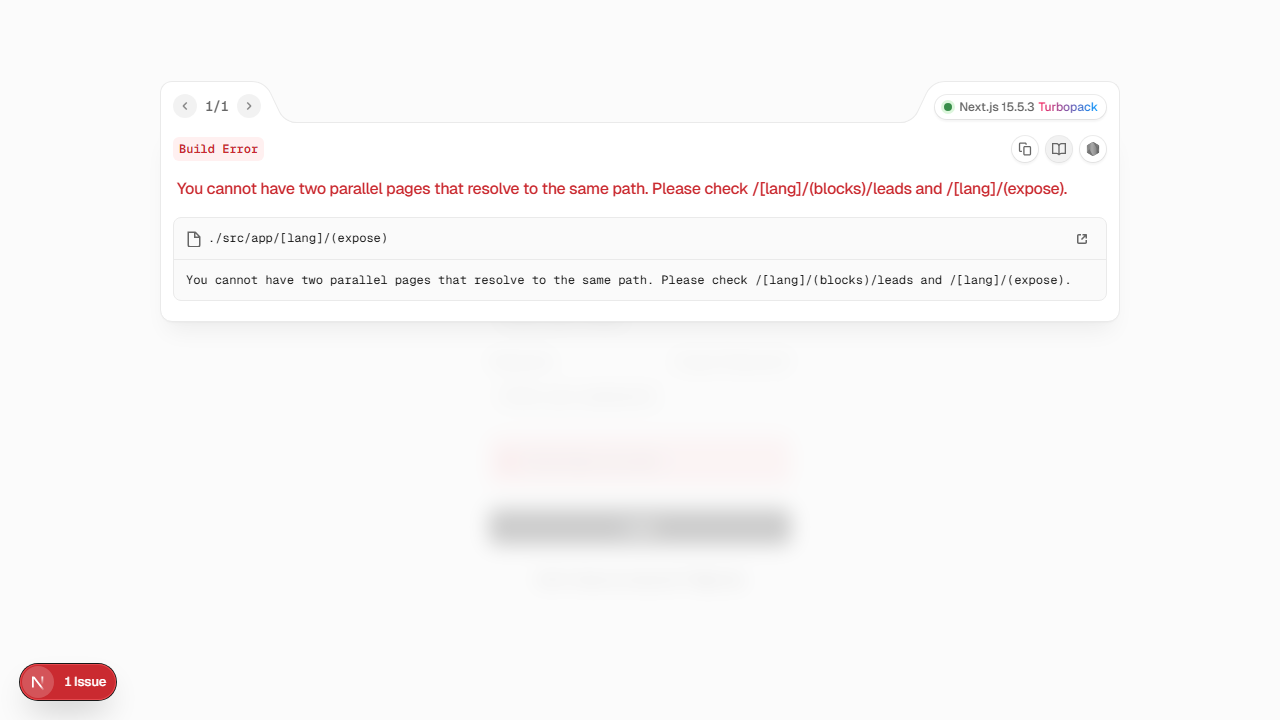 1/1
Next.js 15.5.3 Turbopack
Build Error
You cannot have two parallel pages that resolve to the same path. Please check /[lang]/(blocks)/leads and /[lang]/(expose).
./src/app/[lang]/(expose)
You cannot have two parallel pages that resolve to the same path. Please check /[lang]/(blocks)/leads and /[lang]/(expose).
N
1 Issue